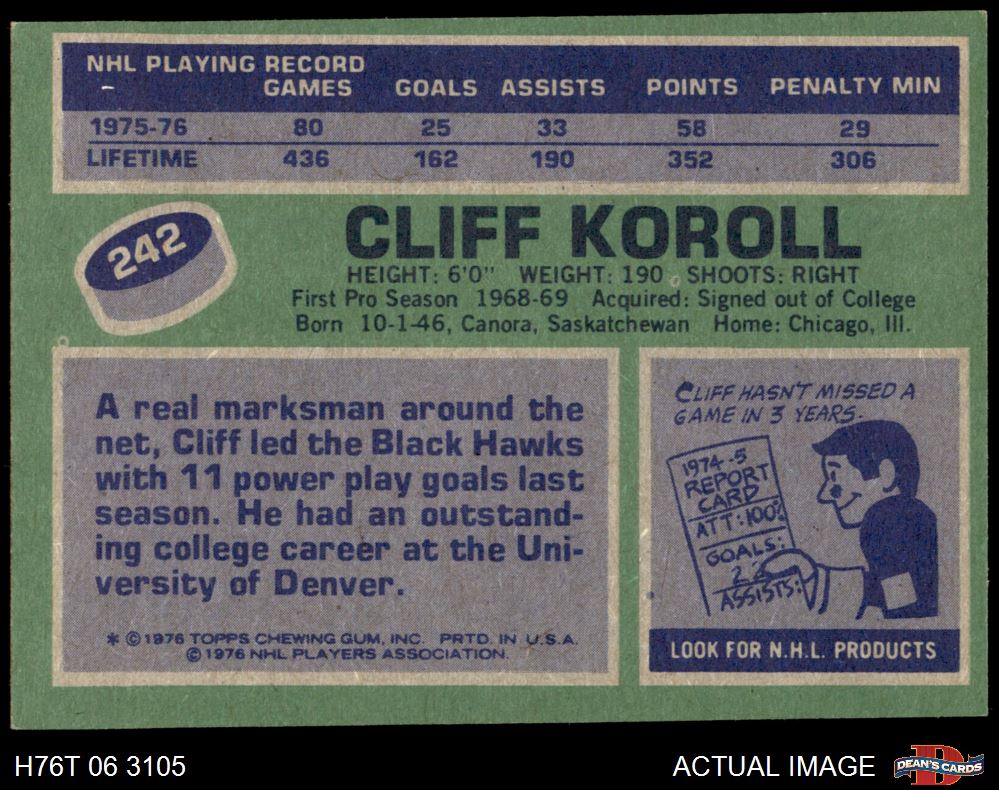 NHL PLAYING RECORD
GAMES GOALS ASSISTS POINTS PENALTY MIN
1975-76 80 25 33 58 29
LIFETIME 436 162 190 352 306
242
CLIFF KOROLL
HEIGHT: 6'0" WEIGHT: 190 SHOOTS: RIGHT
First Pro Season 1968-69 Acquired: Signed out of College
Born 10-1-46, Canora, Saskatchewan Home: Chicago, Ill.
A real marksman around the
net, Cliff led the Black Hawks
with 11 power play goals last
season. He had an outstand-
ing college career at the Uni-
versity of Denver.
* © 1976 TOPPS CHEWING GUM, INC. PRTD. IN U.S.A.
© 1976 NHL PLAYERS ASSOCIATION.
CLIFF HASN'T MISSED A
GAME IN 3 YEARS.
1974-5
REPORT
CARD
ATT: 100%
GOALS:
22
ASSISTS:
LOOK FOR N.H.L. PRODUCTS
H76T 06 3105
ACTUAL IMAGE
DEAN'S CARDS